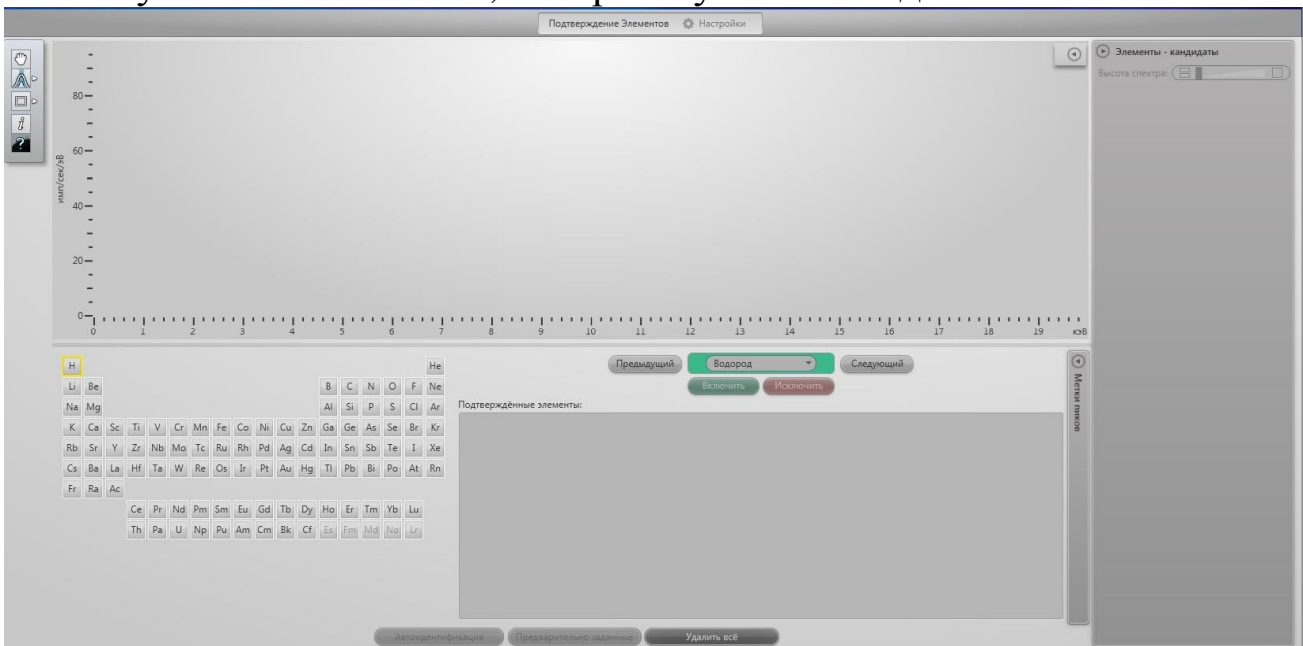 Подтверждение Элементов Настройки
Элементы - кандидаты
Высота спектра:
имп/сек/эВ
80
60
40
20
0
0 1 2 3 4 5 6 7 8 9 10 11 12 13 14 15 16 17 18 19 кэВ
Предыдущий Водород Следующий
Включить Исключить
Подтверждённые элементы:
Метки пиков
H He
Li Be B C N O F Ne
Na Mg Al Si P S Cl Ar
K Ca Sc Ti V Cr Mn Fe Co Ni Cu Zn Ga Ge As Se Br Kr
Rb Sr Y Zr Nb Mo Tc Ru Rh Pd Ag Cd In Sn Sb Te I Xe
Cs Ba La Hf Ta W Re Os Ir Pt Au Hg Tl Pb Bi Po At Rn
Fr Ra Ac
Ce Pr Nd Pm Sm Eu Gd Tb Dy Ho Er Tm Yb Lu
Th Pa U Np Pu Am Cm Bk Cf Es Fm Md No Lr
Автоидентификация Предварительно заданные Удалить всё